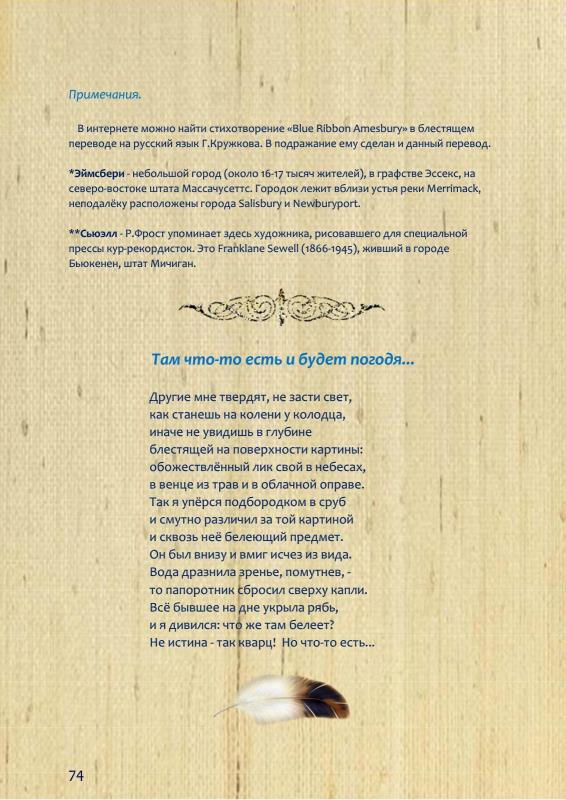 Примечания.
В интернете можно найти стихотворение «Blue Ribbon Amesbury» в блестящем
переводе на русский язык Г.Кружкова. В подражание ему сделан и данный перевод.
*Эймсбери - небольшой город (около 16-17 тысяч жителей), в графстве Эссекс, на
северо-востоке штата Массачусеттс. Городок лежит вблизи устья реки Merrimack,
неподалёку расположены города Salisbury и Newburyport.
**Сьюэлл - Р.Фрост упоминает здесь художника, рисовавшего для специальной
прессы кур-рекордисток. Это Franklane Sewell (1866-1945), живший в городе
Бьюкенен, штат Мичиган.
Там что-то есть и будет погодя...
Другие мне твердят, не засти свет,
как станешь на колени у колодца,
иначе не увидишь в глубине
блестящей на поверхности картины:
обожествлённый лик свой в небесах,
в венце из трав и в облачной оправе.
Так я упёрся подбородком в сруб
и смутно различил за той картиной
и сквозь неё белеющий предмет.
Он был внизу и вмиг исчез из вида.
Вода дразнила зренье, помутнев, -
то папоротник сбросил сверху капли.
Всё бывшее на дне укрыла рябь,
и я дивился: что же там белеет?
Не истина - так кварц! Но что-то есть...
74